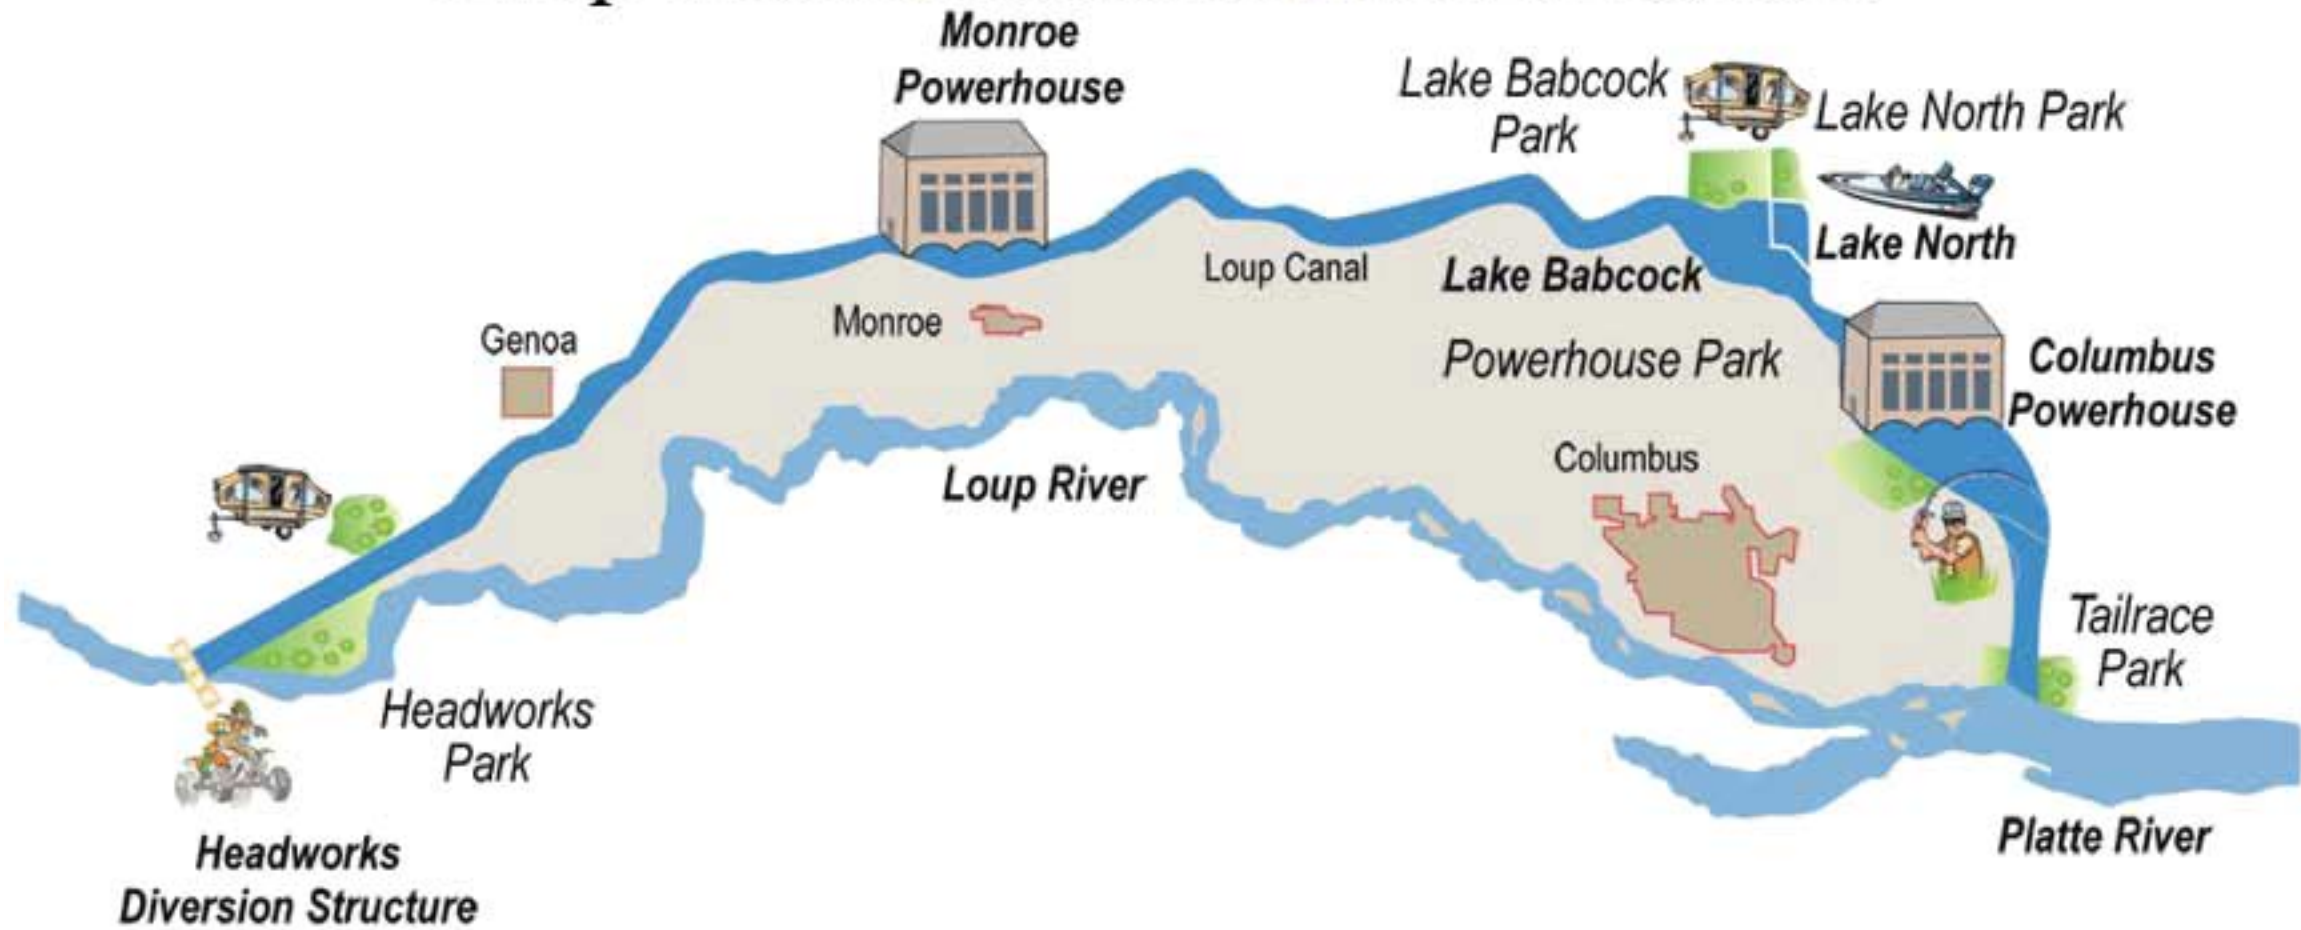 Monroe
Powerhouse
Lake Babcock
Park
Lake North Park
Lake North
Loup Canal
Lake Babcock
Monroe
Genoa
Powerhouse Park
Columbus
Powerhouse
Columbus
Loup River
Tailrace
Park
Headworks
Park
Platte River
Headworks
Diversion Structure